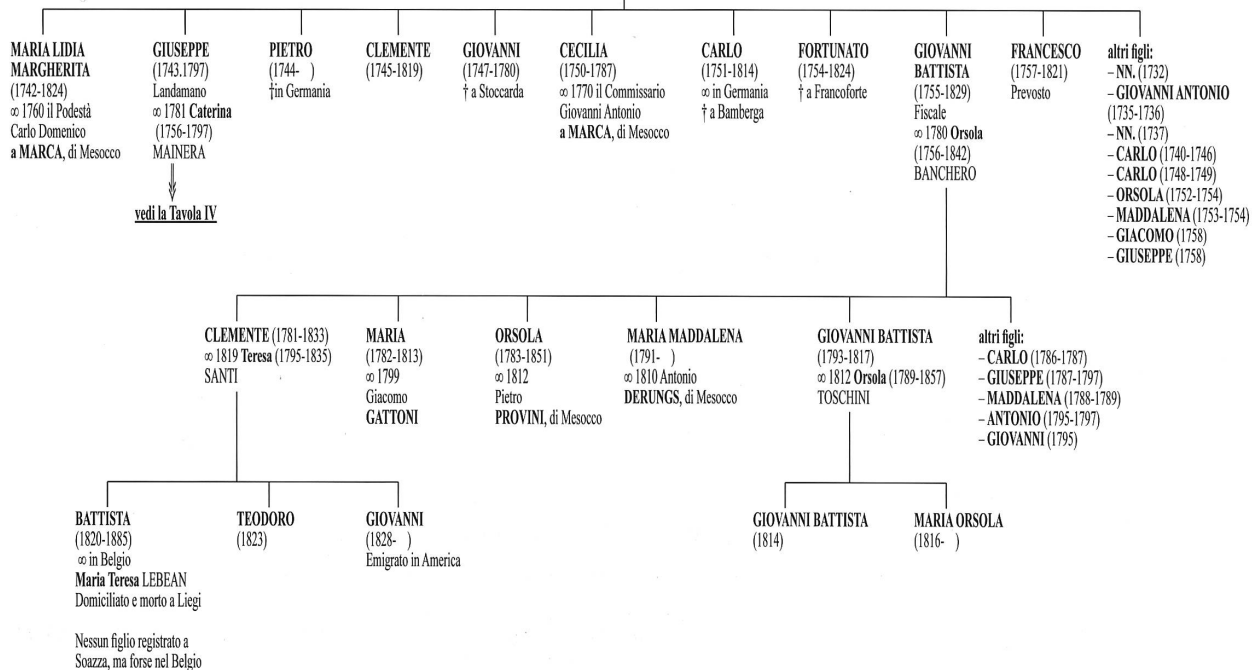 MARIA LIDIA
MARGHERITA
(1742-1824)
∞ 1760 il Podestà
Carlo Domenico
a MARCA, di Mesocco
GIUSEPPE
(1743.1797)
Landamano
∞ 1781 Caterina
(1756-1797)
MAINERA
vedi la Tavola IV
PIETRO
(1744- )
†in Germania
CLEMENTE
(1745-1819)
GIOVANNI
(1747-1780)
† a Stoccarda
CECILIA
(1750-1787)
∞ 1770 il Commissario
Giovanni Antonio
a MARCA, di Mesocco
CARLO
(1751-1814)
∞ in Germania
† a Bamberga
FORTUNATO
(1754-1824)
† a Francoforte
GIOVANNI
BATTISTA
(1755-1829)
Fiscale
∞ 1780 Orsola
(1756-1842)
BANCHERO
FRANCESCO
(1757-1821)
Prevosto
altri figli:
– NN. (1732)
– GIOVANNI ANTONIO
(1735-1736)
– NN. (1737)
– CARLO (1740-1746)
– CARLO (1748-1749)
– ORSOLA (1752-1754)
– MADDALENA (1753-1754)
– GIACOMO (1758)
– GIUSEPPE (1758)
CLEMENTE (1781-1833)
∞ 1819 Teresa (1795-1835)
SANTI
MARIA
(1782-1813)
∞ 1799
Giacomo
GATTONI
ORSOLA
(1783-1851)
∞ 1812
Pietro
PROVINI, di Mesocco
MARIA MADDALENA
(1791- )
∞ 1810 Antonio
DERUNGS, di Mesocco
GIOVANNI BATTISTA
(1793-1817)
∞ 1812 Orsola (1789-1857)
TOSCHINI
altri figli:
– CARLO (1786-1787)
– GIUSEPPE (1787-1797)
– MADDALENA (1788-1789)
– ANTONIO (1795-1797)
– GIOVANNI (1795)
BATTISTA
(1820-1885)
∞ in Belgio
Maria Teresa LEBEAN
Domiciliato e morto a Liegi
Nessun figlio registrato a
Soazza, ma forse nel Belgio
TEODORO
(1823)
GIOVANNI
(1828- )
Emigrato in America
GIOVANNI BATTISTA
(1814)
MARIA ORSOLA
(1816- )